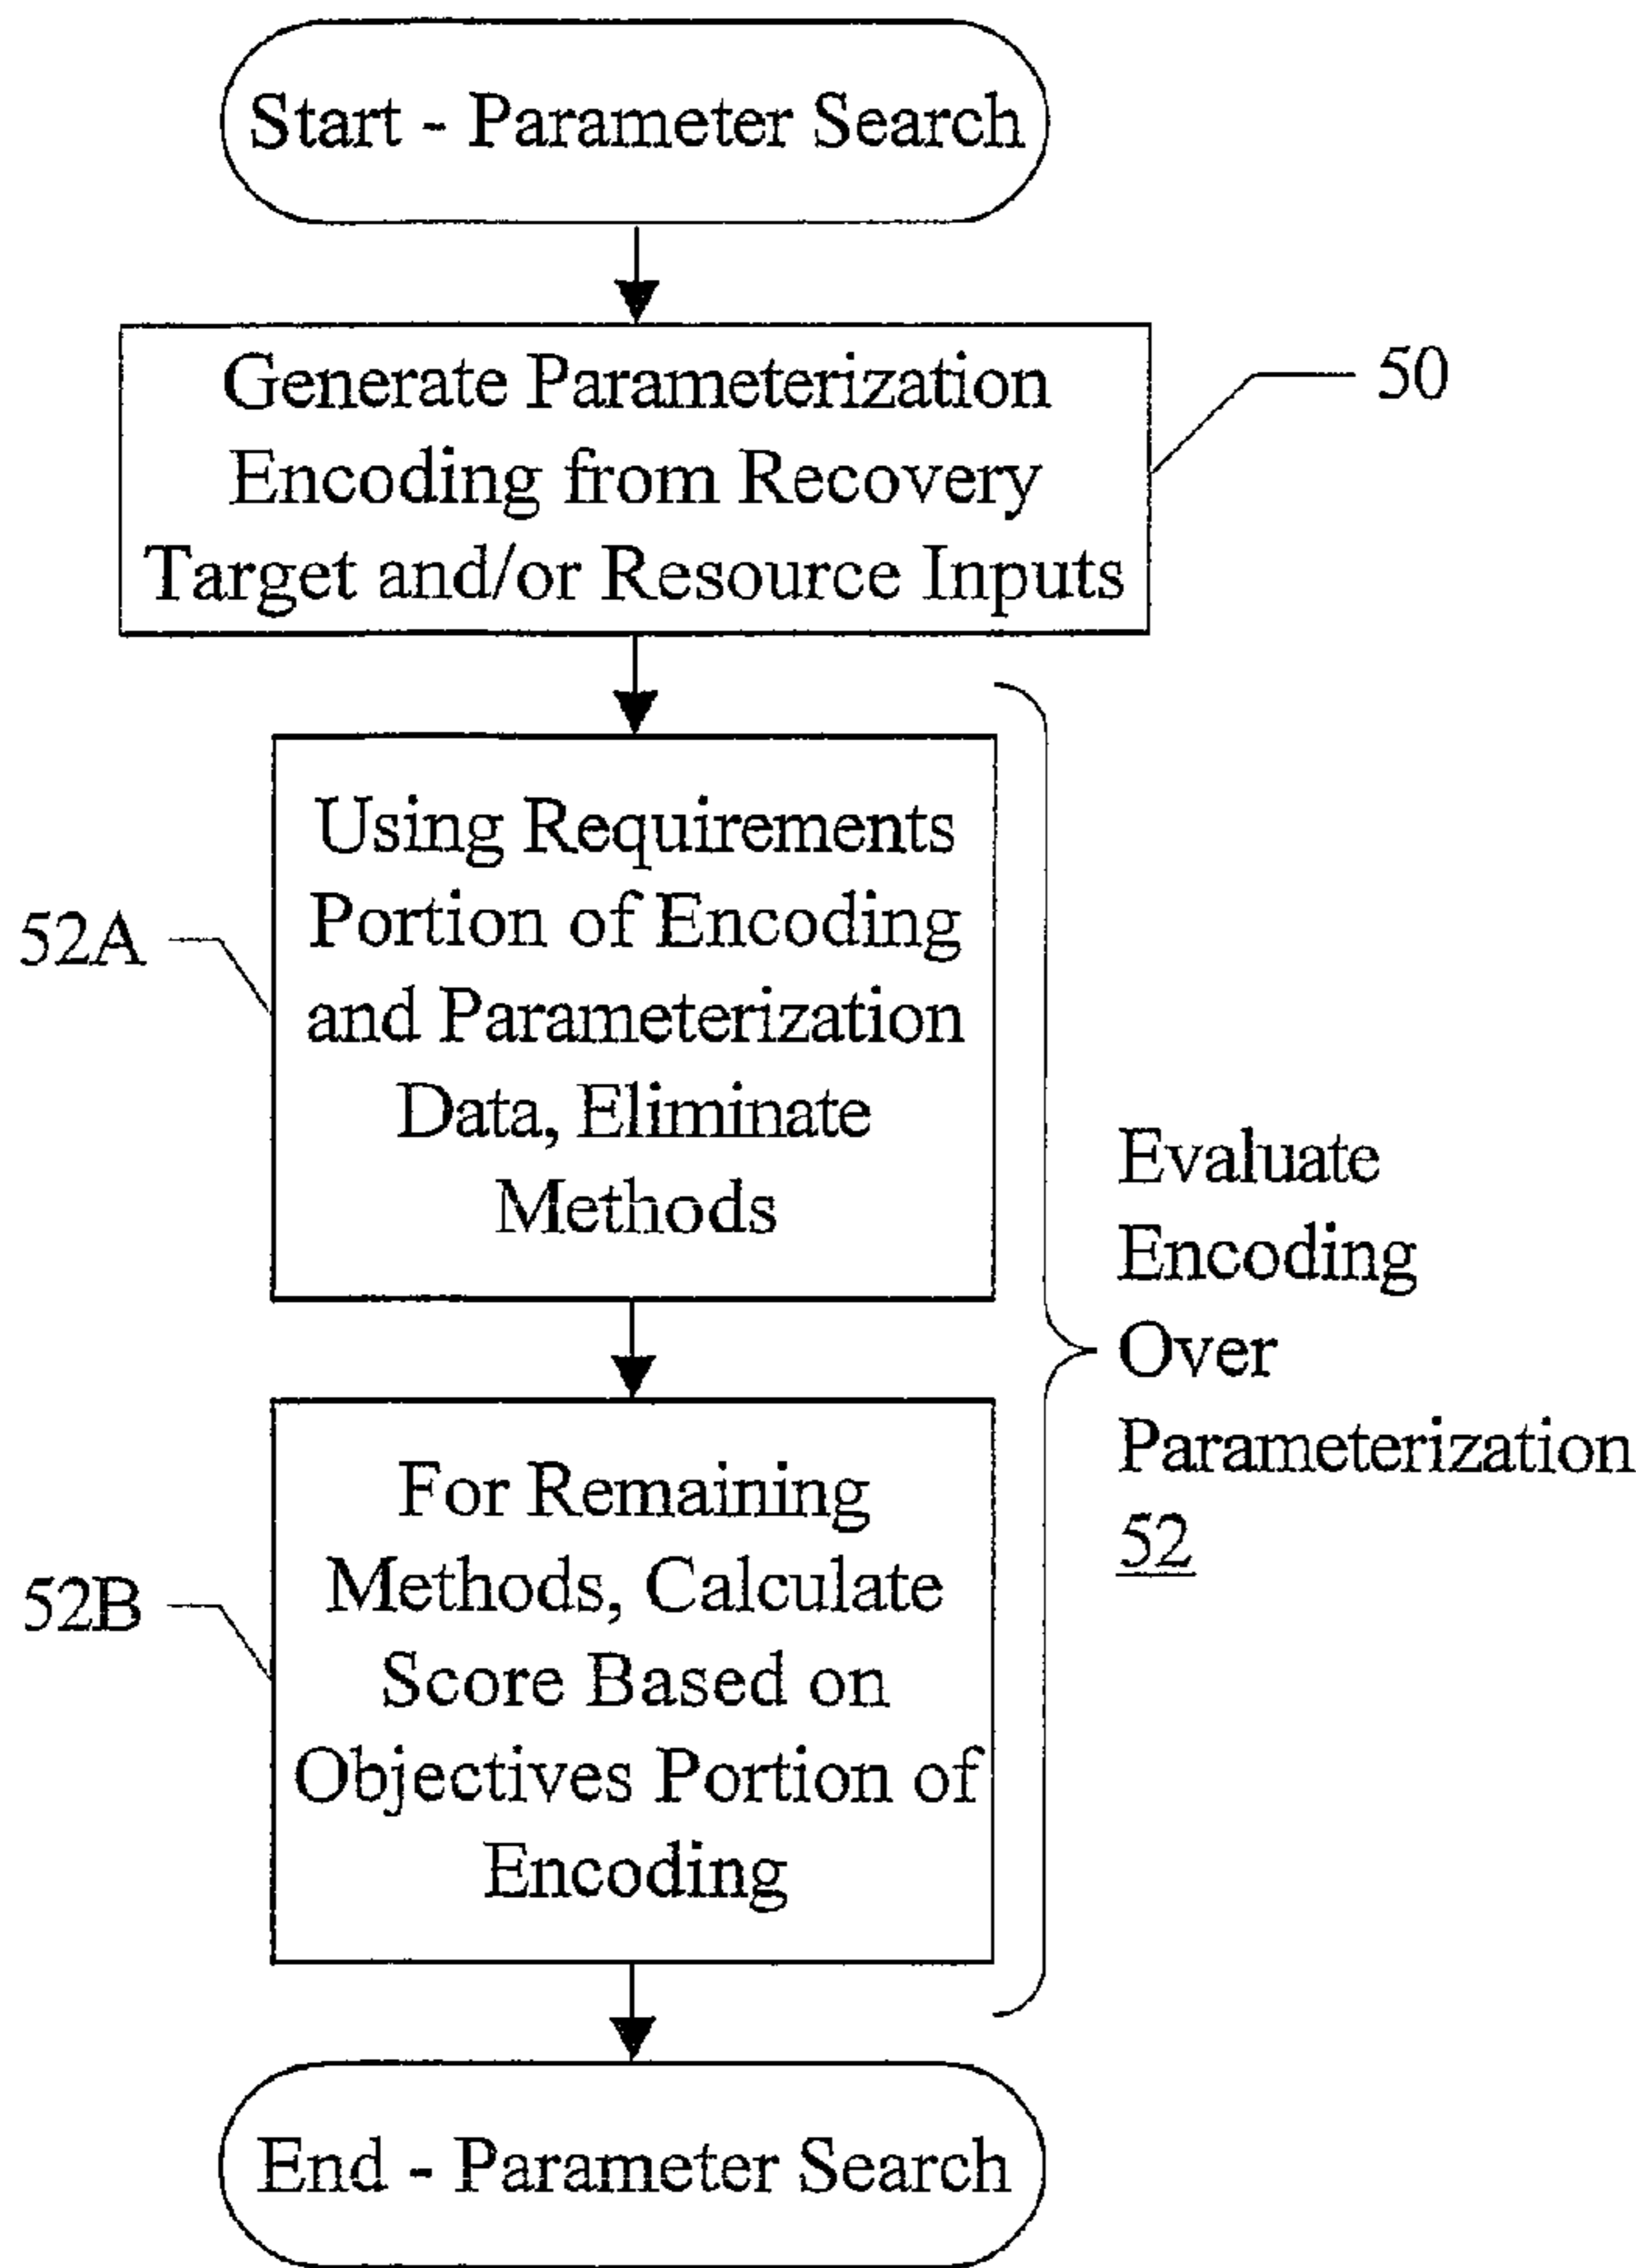 Start - Parameter Search
Generate Parameterization
Encoding from Recovery
Target and/or Resource Inputs
50
Using Requirements
Portion of Encoding
and Parameterization
Data, Eliminate
Methods
52A
For Remaining
Methods, Calculate
Score Based on
Objectives Portion of
Encoding
52B
Evaluate
Encoding
Over
Parameterization
52
End - Parameter Search